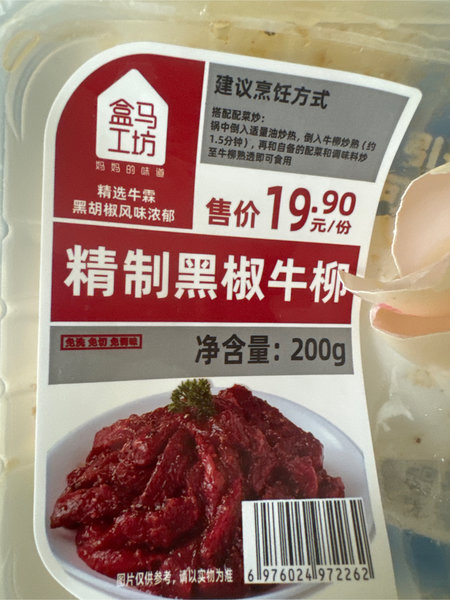 盒马
工坊
妈妈的味道
精选牛霖
黑胡椒风味浓郁
建议烹饪方式
搭配配菜炒：
锅中倒入适量油炒热，倒入牛柳炒熟（约
1.5分钟），再和自备的配菜和调味料炒
至牛柳熟透即可食用
售价19.90
元/份
精制黑椒牛柳
免洗 免切 免调味
净含量：200g
图片仅供参考，请以实物为准
6976024972262